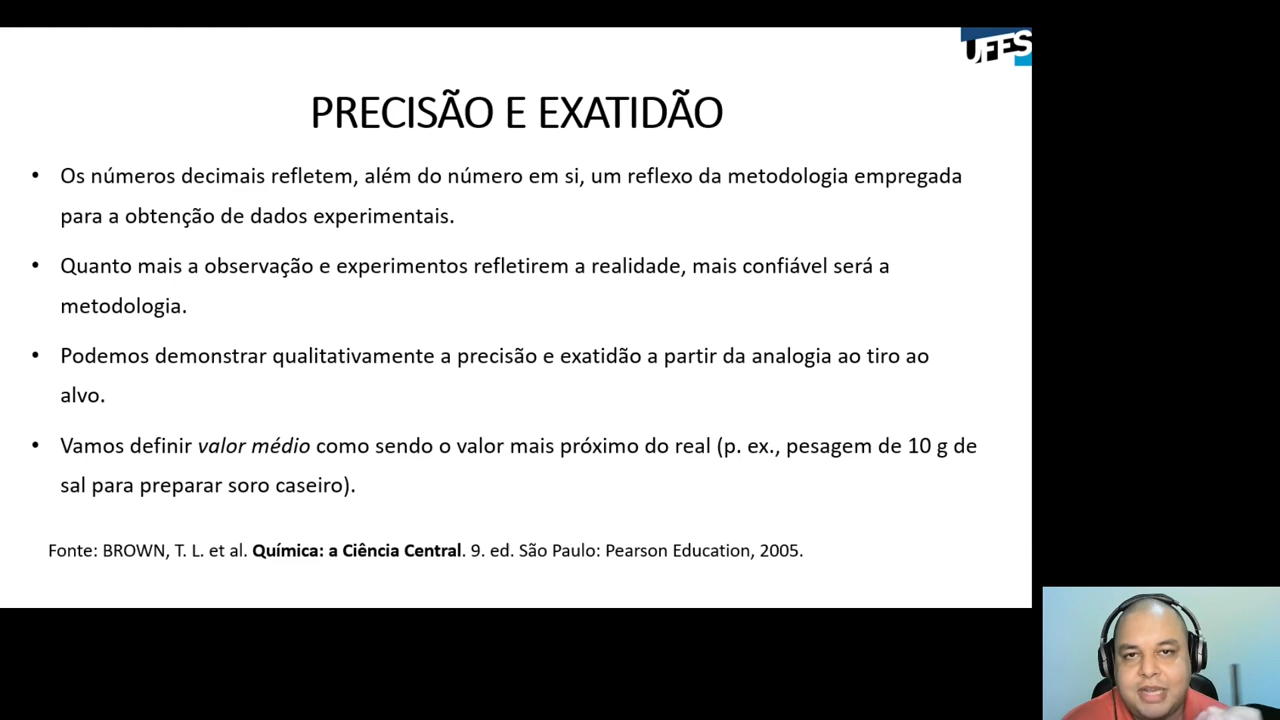 UFES
PRECISÃO E EXATIDÃO
• Os números decimais refletem, além do número em si, um reflexo da metodologia empregada
para a obtenção de dados experimentais.
• Quanto mais a observação e experimentos refletirem a realidade, mais confiável será a
metodologia.
• Podemos demonstrar qualitativamente a precisão e exatidão a partir da analogia ao tiro ao
alvo.
• Vamos definir valor médio como sendo o valor mais próximo do real (p. ex., pesagem de 10 g de
sal para preparar soro caseiro).
Fonte: BROWN, T. L. et al. Química: a Ciência Central. 9. ed. São Paulo: Pearson Education, 2005.